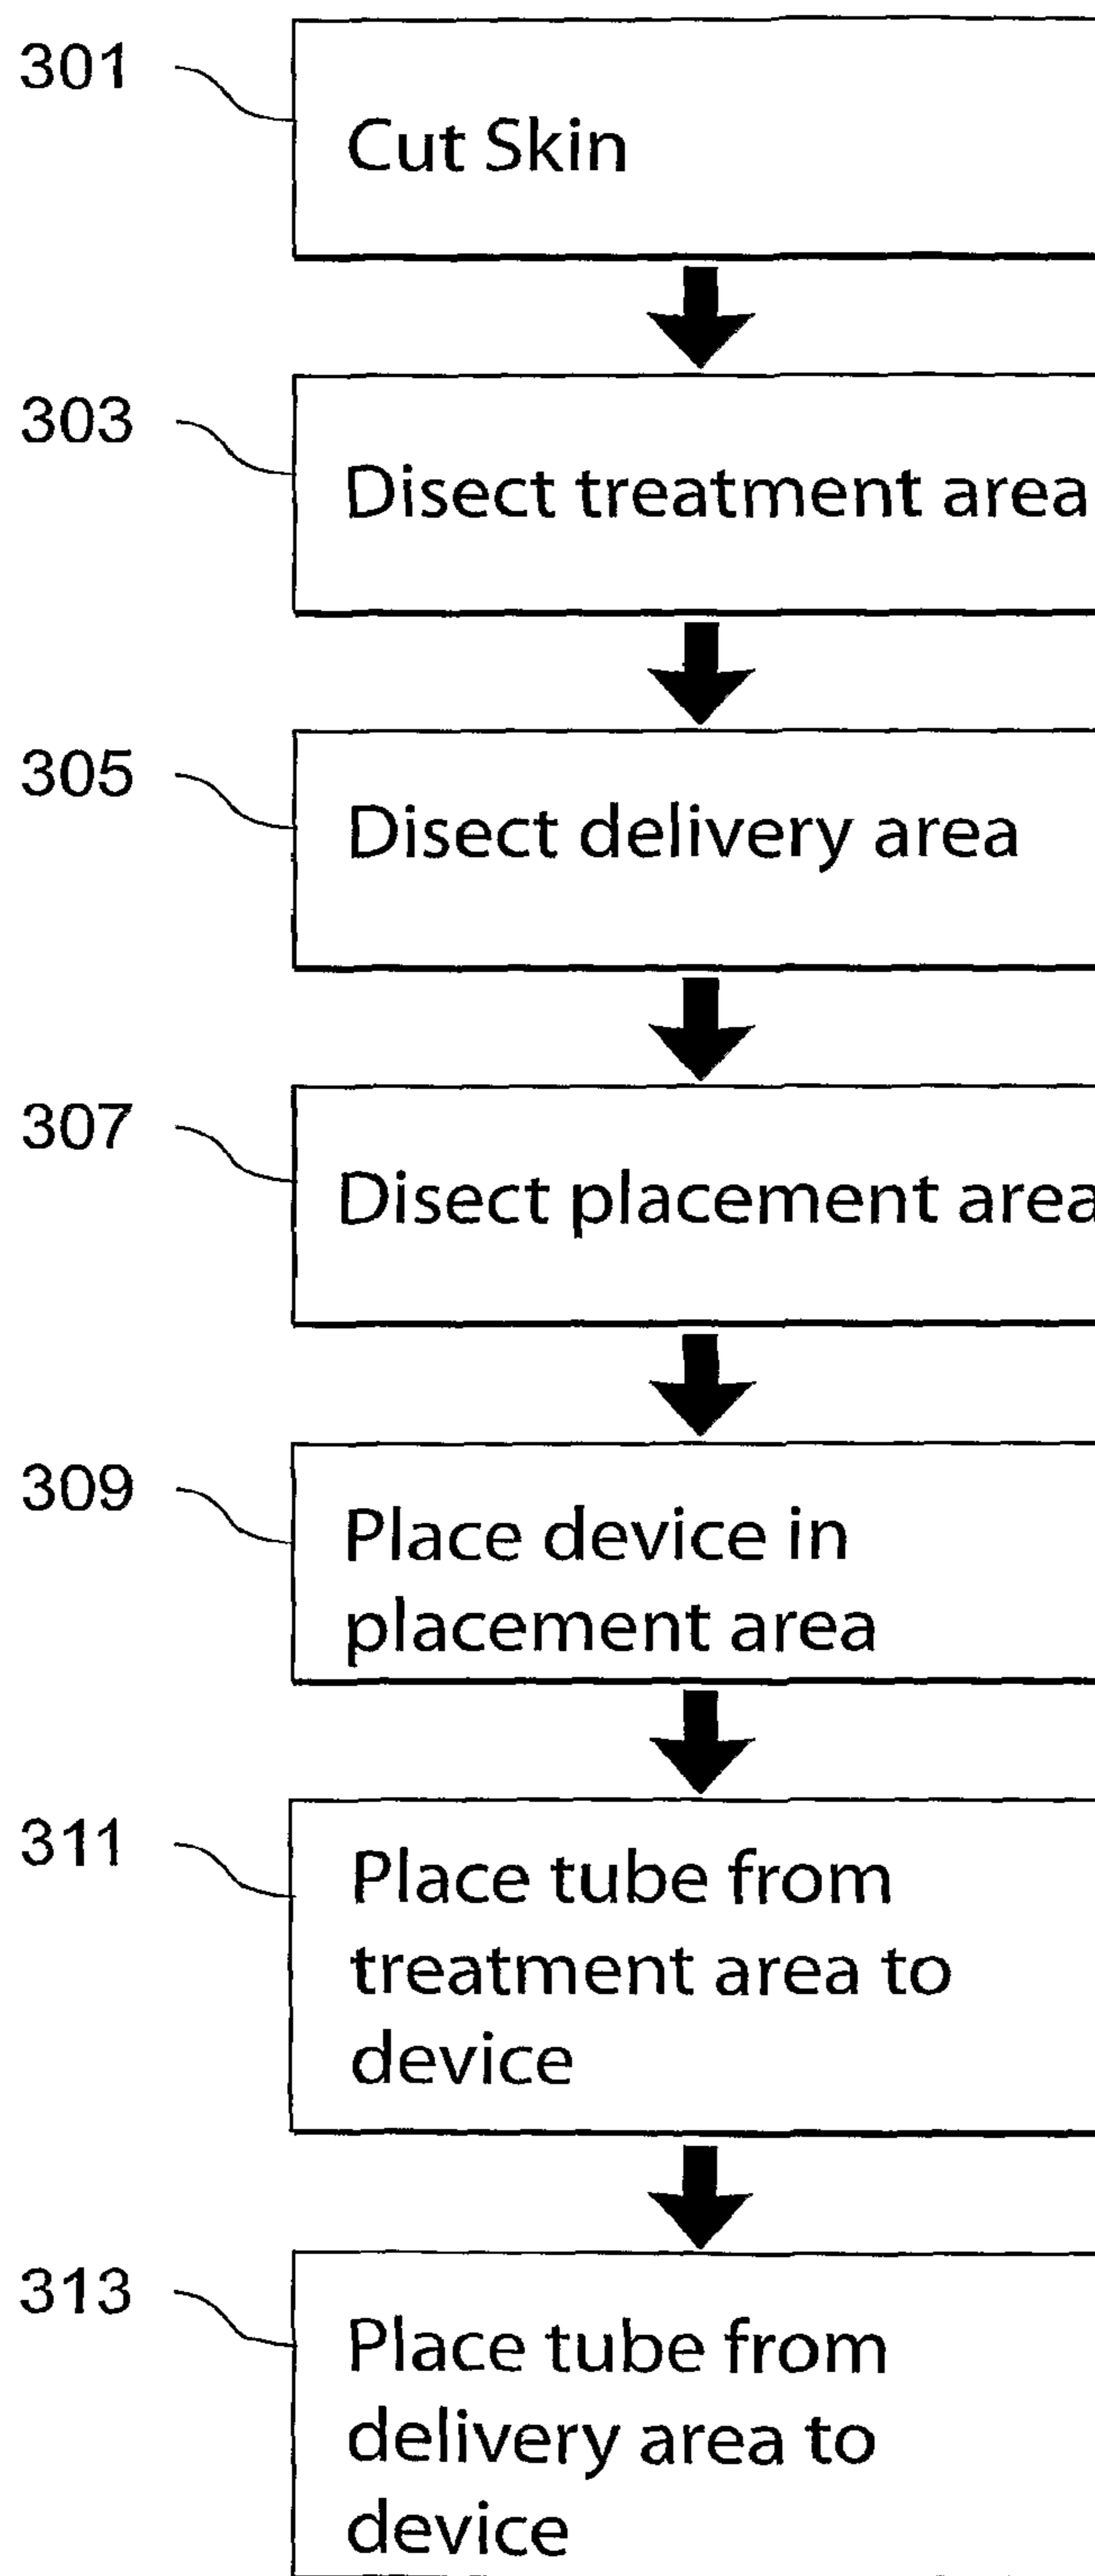 301
Cut Skin
303
Disect treatment area
305
Disect delivery area
307
Disect placement area
309
Place device in
placement area
311
Place tube from
treatment area to
device
313
Place tube from
delivery area to
device